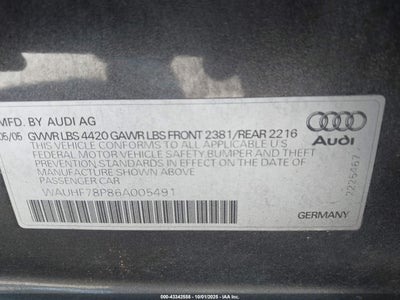 MFD. BY AUDI AG
05/05 GVWR LBS 4420 GAWR LBS FRONT 2381/REAR 2216
THIS VEHICLE CONFORMS TO ALL APPLICABLE U S
FEDERAL MOTOR VEHICLE SAFETY BUMPER AND THEFT
PREVENTION STANDARDS IN EFFECT ON THE DATE
OF MANUFACTURE SHOWN ABOVE
PASSENGER CAR
WAUHF78P86A005491
Audi
7225467
GERMANY
000-43342558 - 10/01/2025 - IAA Inc.